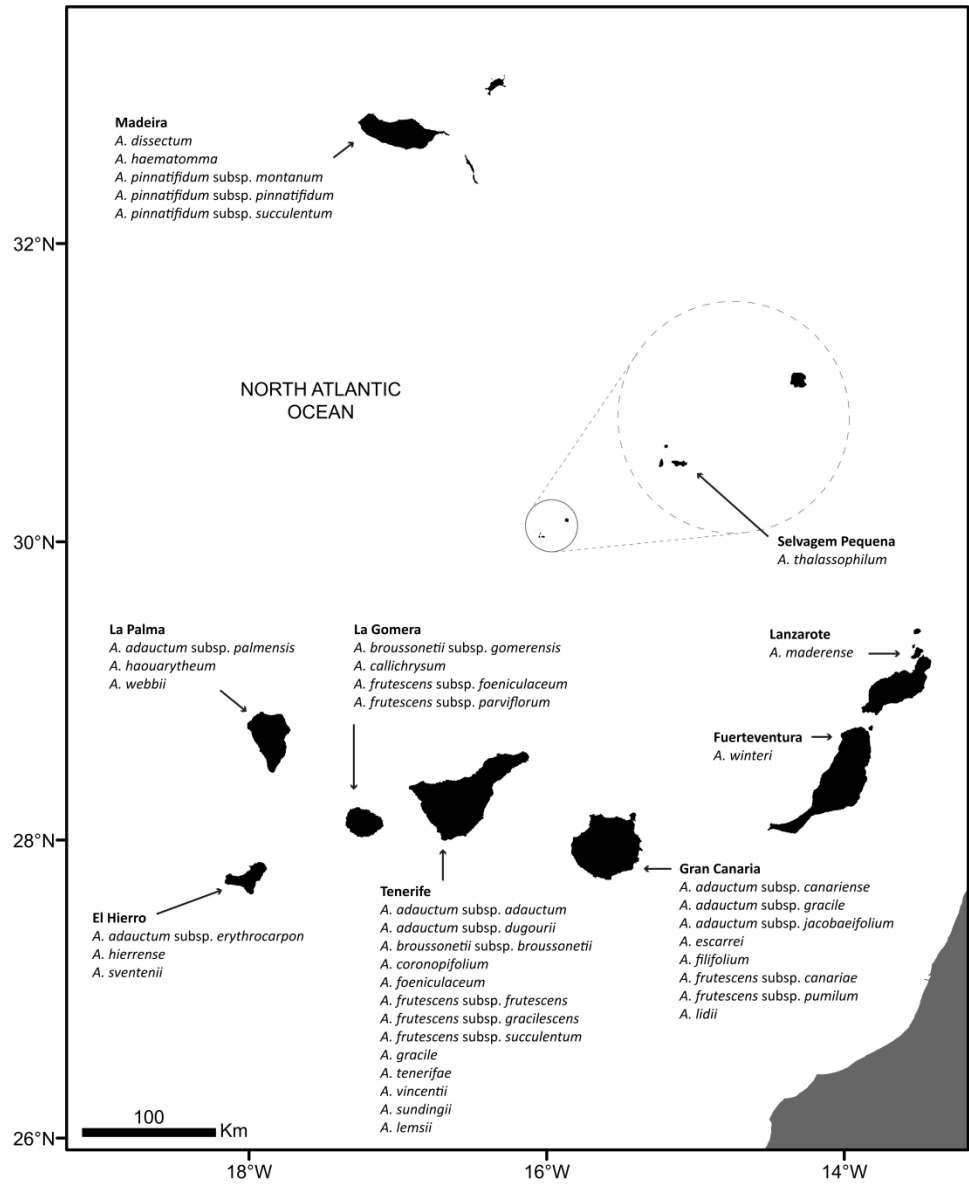 Madeira
A. dissectum
A. haematomma
A. pinnatifidum subsp. montanum
A. pinnatifidum subsp. pinnatifidum
A. pinnatifidum subsp. succulentum
32°N
NORTH ATLANTIC
OCEAN
30°N
Selvagem Pequena
A. thalassophilum
La Palma
A. adauctum subsp. palmensis
A. haouarytheum
A. webbii
La Gomera
A. broussonetii subsp. gomerensis
A. callichrysum
A. frutescens subsp. foeniculaceum
A. frutescens subsp. parviflorum
Lanzarote
A. maderense
Fuerteventura
A. winteri
28°N
El Hierro
A. adauctum subsp. erythrocarpon
A. hierrense
A. sventenii
Tenerife
A. adauctum subsp. adauctum
A. adauctum subsp. dugourii
A. broussonetii subsp. broussonetii
A. coronopifolium
A. foeniculaceum
A. frutescens subsp. frutescens
A. frutescens subsp. gracilescens
A. frutescens subsp. succulentum
A. gracile
A. tenerifae
A. vincentii
A. sundingii
A. lemsii
Gran Canaria
A. adauctum subsp. canariense
A. adauctum subsp. gracile
A. adauctum subsp. jacobaeifolium
A. escarrei
A. filifolium
A. frutescens subsp. canariae
A. frutescens subsp. pumilum
A. lidii
100
Km
26°N
18°W
16°W
14°W